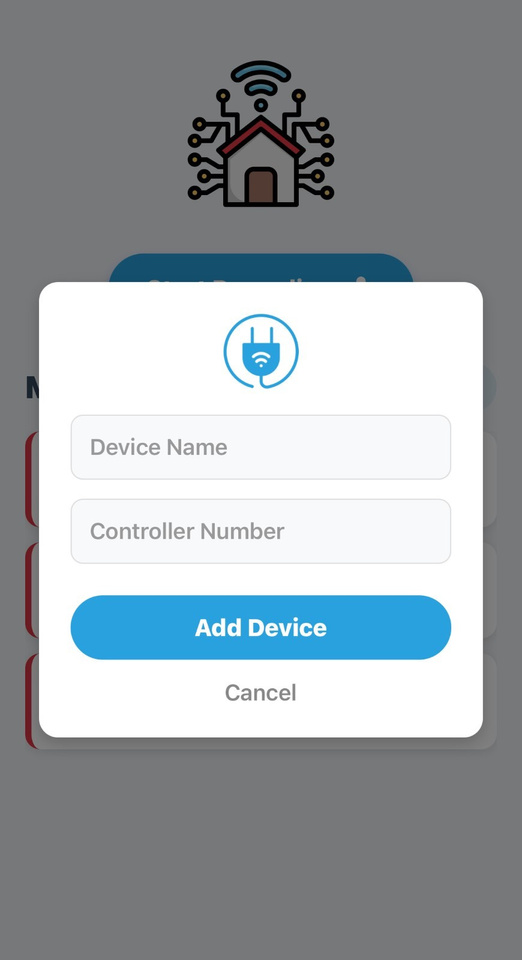 Device Name
Controller Number
Add Device
Cancel